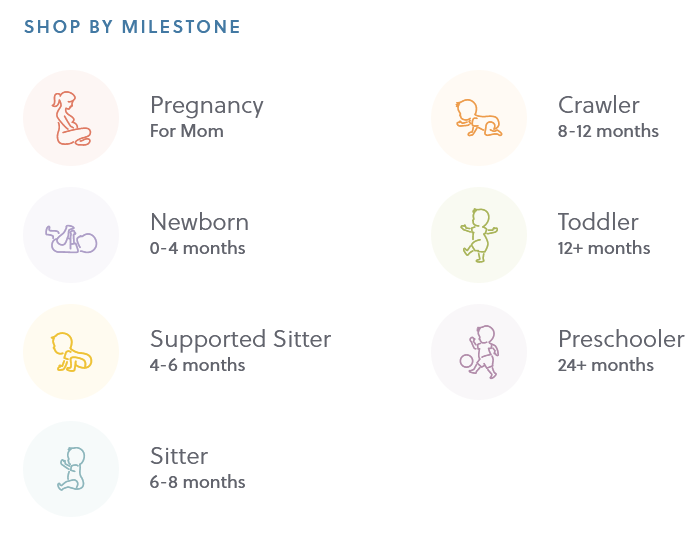 SHOP BY MILESTONE
Pregnancy
For Mom
Newborn
0-4 months
Supported Sitter
4-6 months
Sitter
6-8 months
Crawler
8-12 months
Toddler
12+ months
Preschooler
24+ months